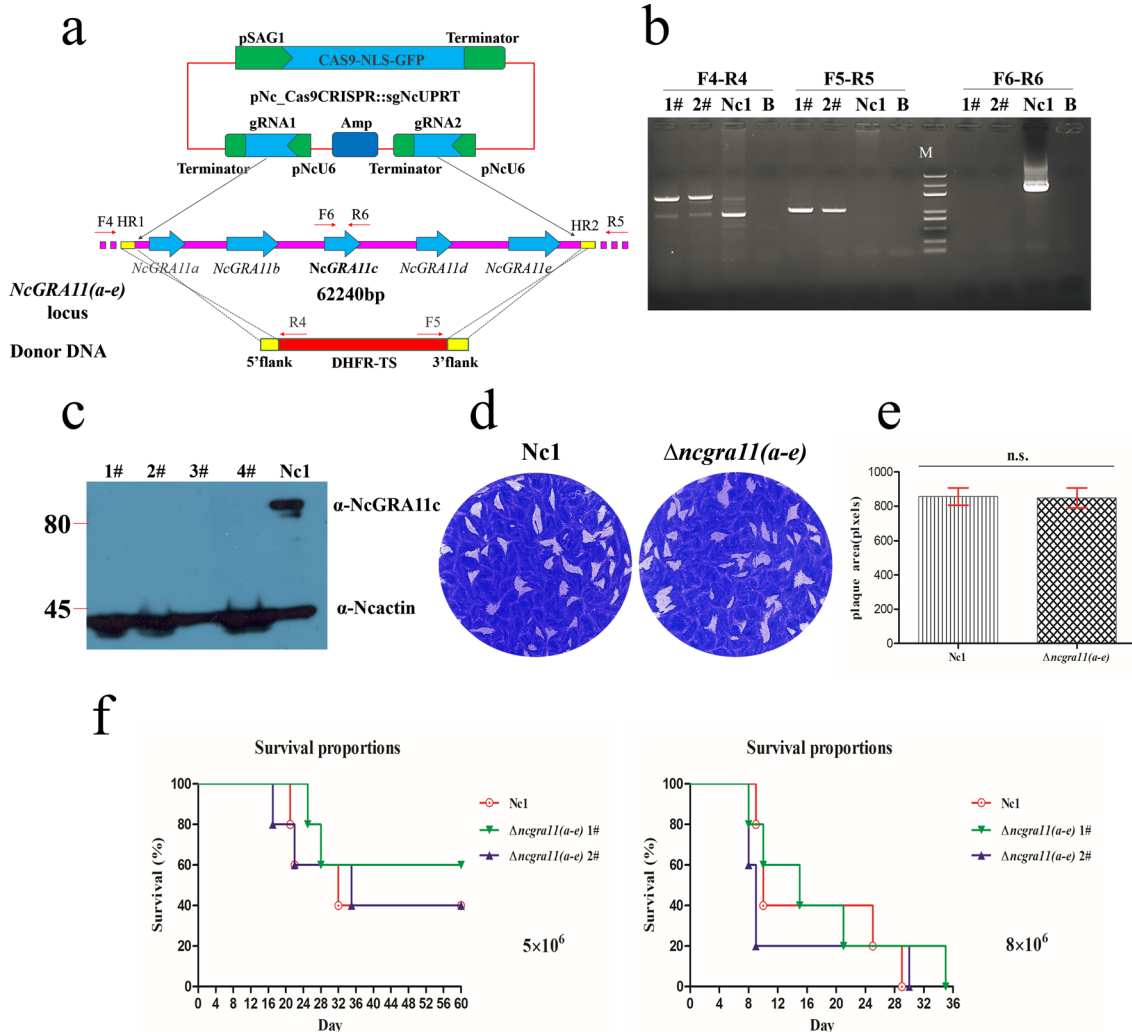 a
pSAG1
Terminator
CAS9-NLS-GFP
pNc_Cas9CRISPR::sgNcUPRT
gRNA1
Amp
gRNA2
Terminator
pNcU6
Terminator
pNcU6
F4
HR1
F6
R6
HR2
R5
NcGRA11a
NcGRA11b
NcGRA11c
NcGRA11d
NcGRA11e
NcGRA11(a-e)
locus
62240bp
R4
F5
Donor DNA
5'flank
DHFR-TS
3'flank
b
F4-R4
F5-R5
F6-R6
1# 2# Nc1 B
1# 2# Nc1 B
1# 2# Nc1 B
M
c
1# 2# 3# 4# Nc1
80
45
α-NcGRA11c
α-Ncactin
d
Nc1
Δncgra11(a-e)
e
n.s.
plaque area(plxels)
1000
800
600
400
200
0
Nc1
Δncgra11(a-e)
f
Survival proportions
Survival (%)
100
80
60
40
20
0
0 4 8 12 16 20 24 28 32 36 40 44 48 52 56 60
Day
Nc1
Δncgra11(a-e) 1#
Δncgra11(a-e) 2#
5×10⁶
Survival proportions
Survival (%)
100
80
60
40
20
0
0 4 8 12 16 20 24 28 32 36
Day
Nc1
Δncgra11(a-e) 1#
Δncgra11(a-e) 2#
8×10⁶